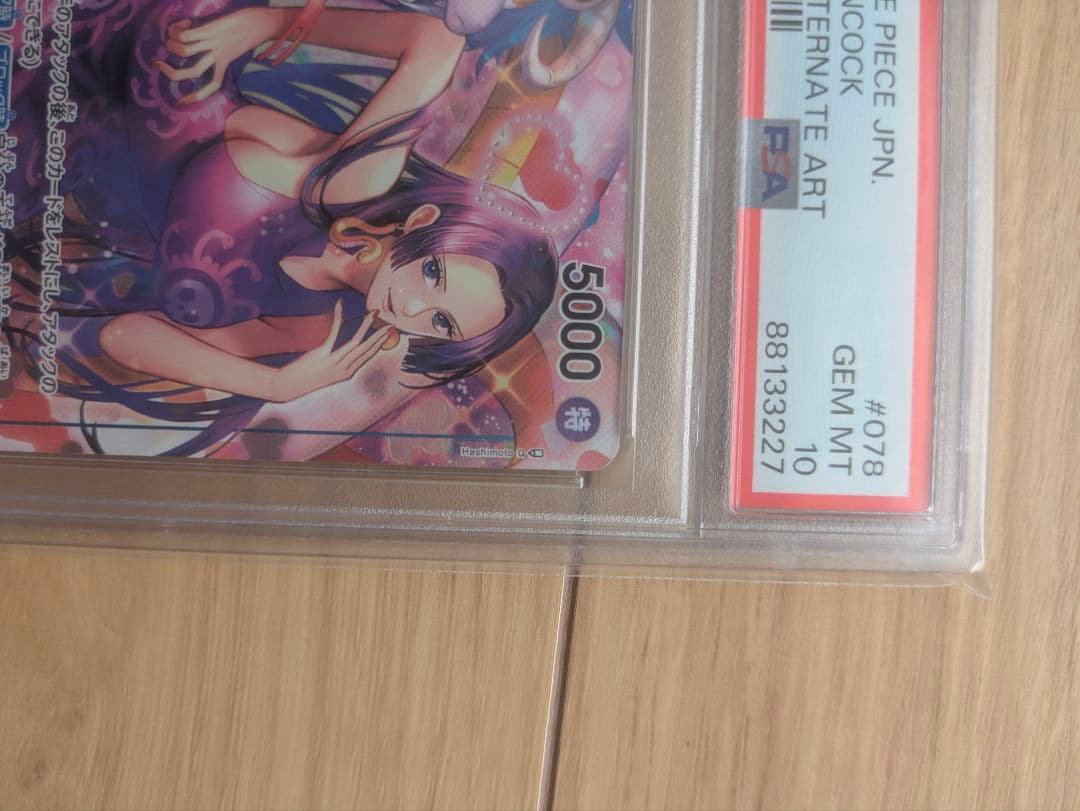 E PIECE JPN.
#078
NCOCK
GEM MT
TERNATE ART
10
PSA
88133227
5000
特
Hashimoto Q
のアタックの後、このカードをレストにし、アタックの
できる)